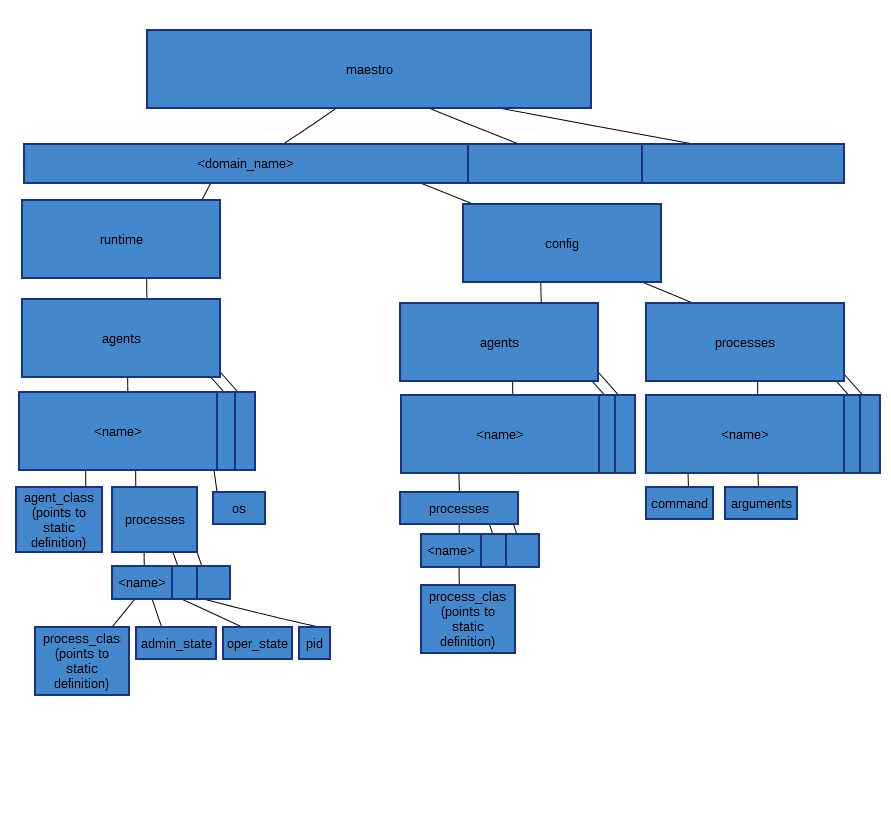 maestro
<domain_name>
runtime
config
agents
agents
processes
<name>
<name>
<name>
agent_class
(points to
static
definition)
processes
os
processes
command
arguments
<name>
<name>
process_clas
(points to
static
definition)
process_clas
(points to
static
definition)
admin_state
oper_state
pid